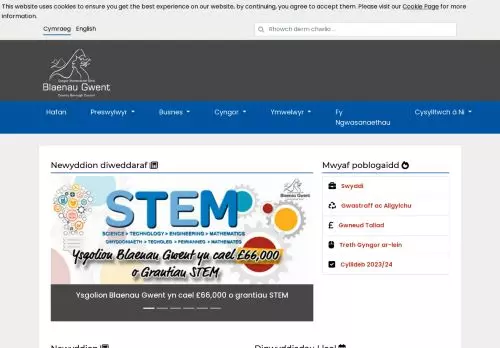 This website uses cookies to ensure you get the best experience on our website, by continuing, you agree to accept them. Please visit our Cookie Page for
more information.
Cymraeg English
Rhowch derm chwilio...
Cyngor Bwrdeistref Sirol
Blaenau Gwent
County Borough Council
Hafan Preswylwyr Busnes Cyngor Ymwelwyr Fy Ngwasanaethau Cysylltwch â Ni
Newyddion diweddaraf
Mwyaf poblogaidd
Blaenau Gwent
STEM
SCIENCE • TECHNOLOGY • ENGINEERING • MATHEMATICS
GWYDDONIAETH • TECHNOLEG • PEIRIANNEG • MATHEMATEG
Ysgolion Blaenau Gwent yn cael £66,000
o Grantiau STEM
Ysgolion Blaenau Gwent yn cael £66,000 o grantiau STEM
Swyddi
Gwastraff ac Ailgylchu
Gwneud Taliad
Treth Gyngor ar-lein
Cyllideb 2023/24